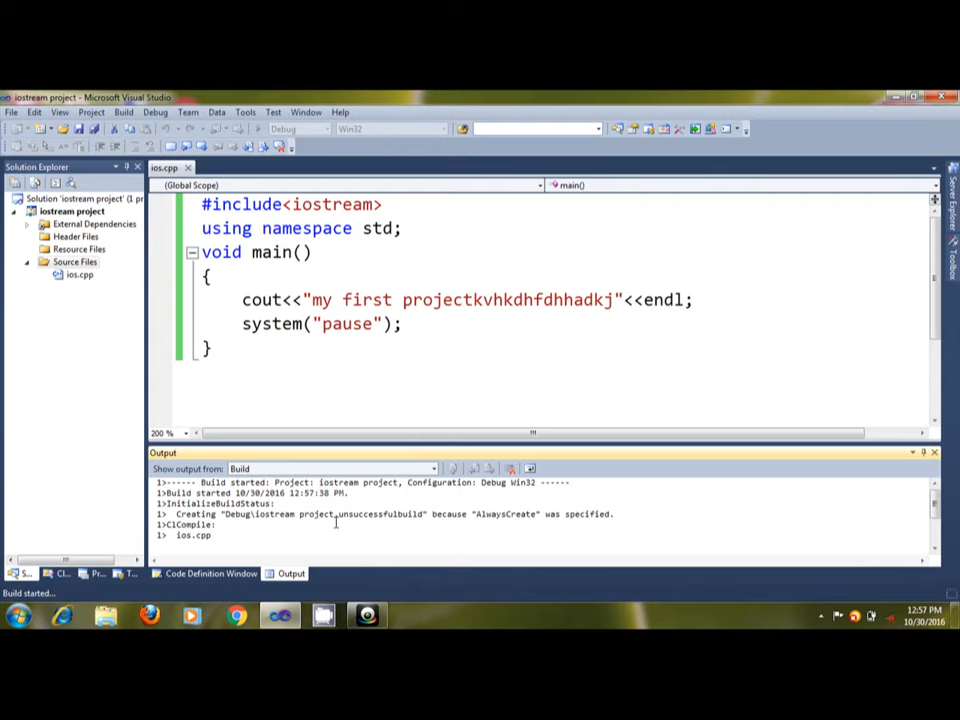 iostream project - Microsoft Visual Studio
File Edit View Project Build Debug Team Data Tools Test Window Help
Debug Win32
Solution Explorer
ios.cpp
(Global Scope) main()
Solution 'iostream project' (1 pr
iostream project
External Dependencies
Header Files
Resource Files
Source Files
ios.cpp
#include<iostream>
using namespace std;
void main()
{
cout<<"my first projectkvhkdhfdhhadkj"<<endl;
system("pause");
}
200 %
Server Explorer
Toolbox
Output
Show output from: Build
1>------ Build started: Project: iostream project, Configuration: Debug Win32 ------
1>Build started 10/30/2016 12:57:38 PM.
1>InitializeBuildStatus:
1> Creating "Debug\iostream project.unsuccessfulbuild" because "AlwaysCreate" was specified.
1>ClCompile:
1> ios.cpp
S... Cl... Pr... T... Code Definition Window Output
Build started...
12:57 PM
10/30/2016